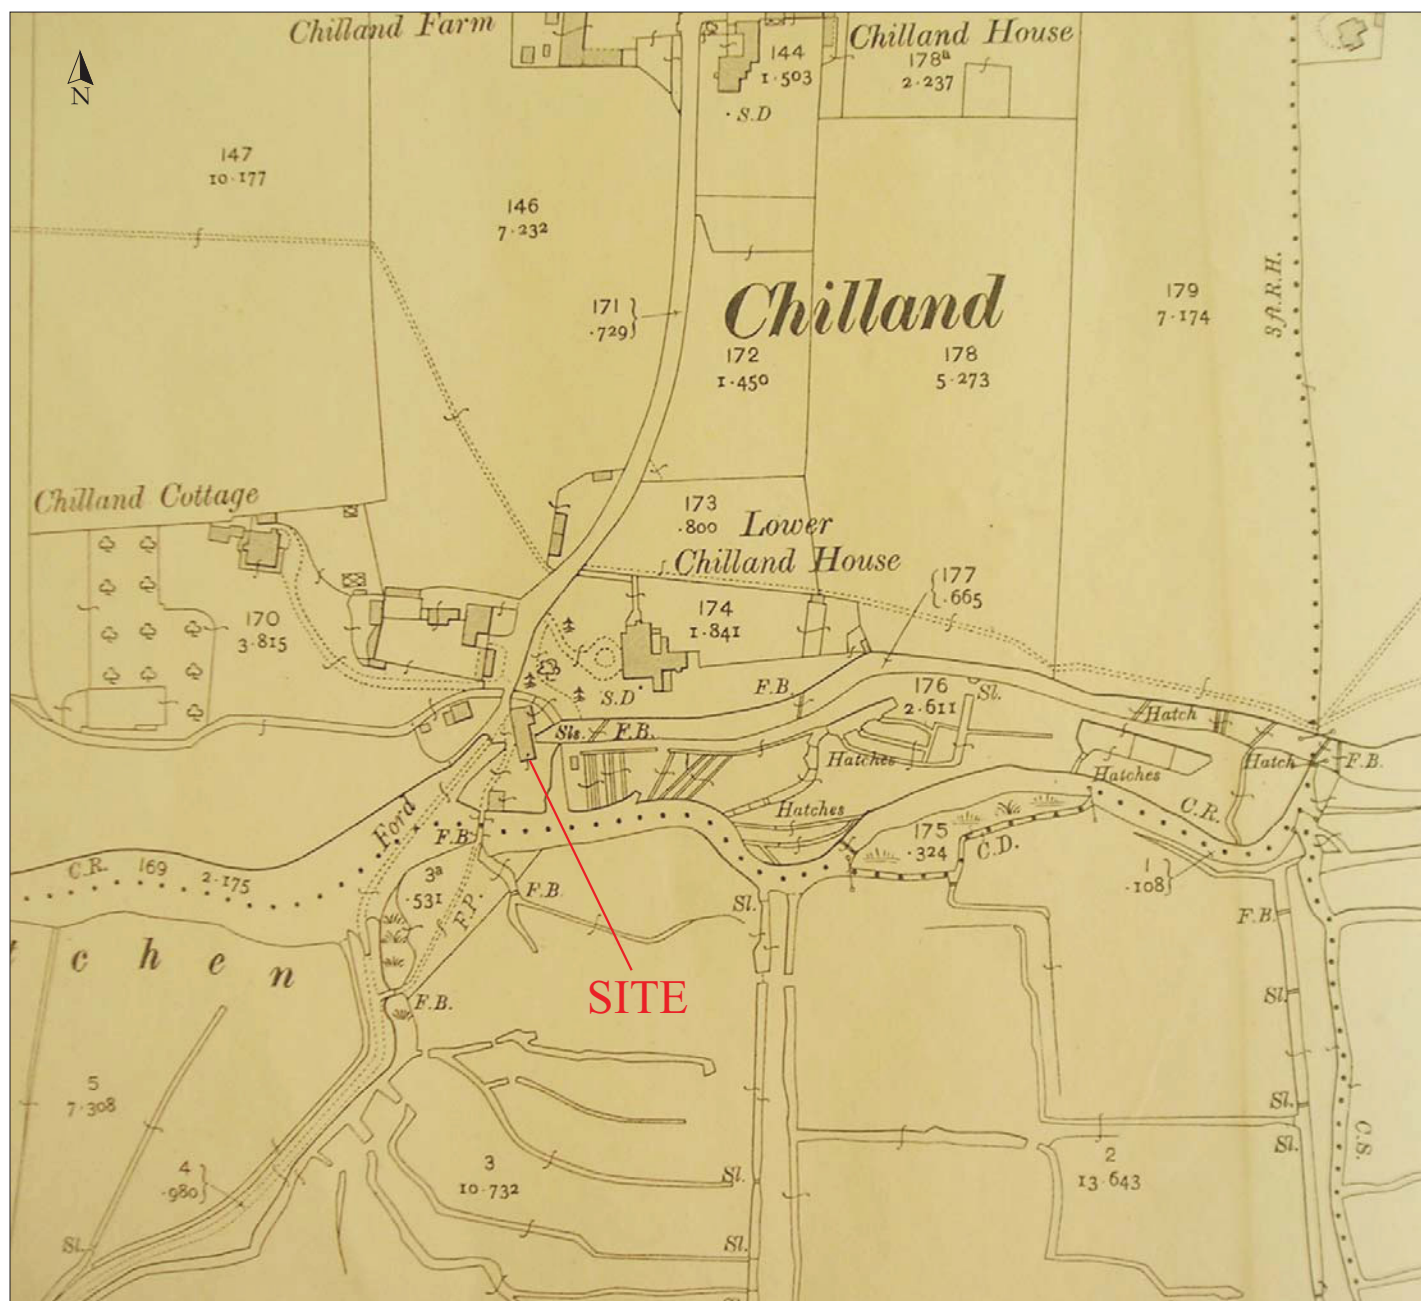 Chilland Farm
Chilland House
N
144
1·503
178a
2·237
· S.D
147
10·177
146
7·232
171
·729
Chilland
179
7·174
3ft.R.H.
172
1·450
178
5·273
Chilland Cottage
173
·800
Lower
Chilland House
177
·665
170
3·815
174
1·841
S.D
F.B.
176
2·611
Sl.
Hatch
Sls.
F.B.
Hatches
Hatches
Hatch
F.B.
Hatches
C.R.
Ford
F.B.
175
·324
C.D.
1
·108
C.R.
169
2·175
3a
·531
F.P.
F.B.
Sl.
F.B.
t c h e n
SITE
F.B.
Sl.
5
7·308
Sl.
Sl.
C.S.
4
·980
3
10·732
Sl.
2
13·643
Sl.
Sl.